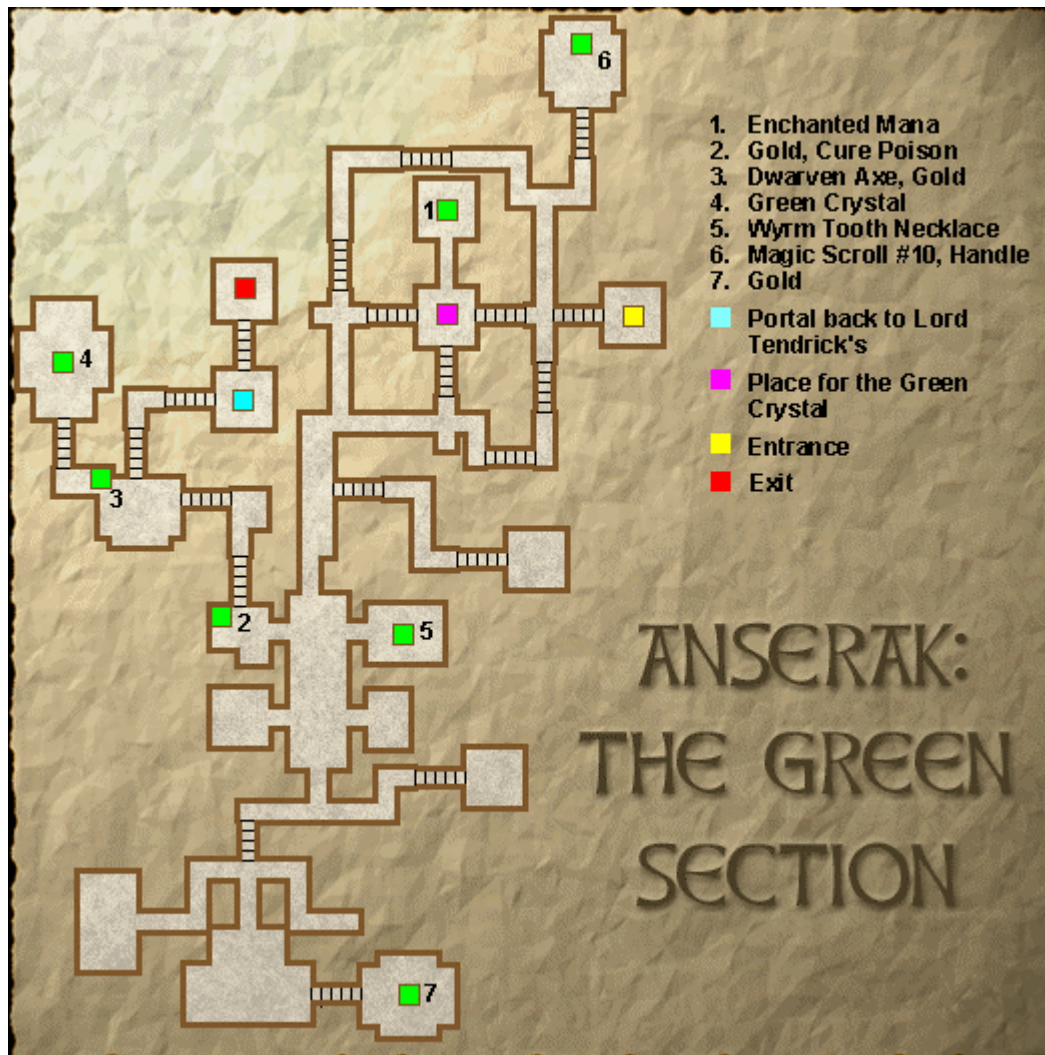 6
1
4
3
2
5
7
1. Enchanted Mana
2. Gold, Cure Poison
3. Dwarven Axe, Gold
4. Green Crystal
5. Wyrm Tooth Necklace
6. Magic Scroll #10, Handle
7. Gold
Portal back to Lord
Tendrick's
Place for the Green
Crystal
Entrance
Exit
ANSERAK:
THE GREEN
SECTION